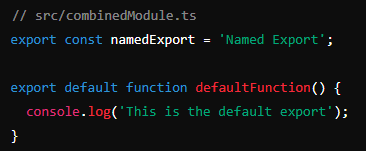 // src/combinedModule.ts
export const namedExport = 'Named Export';

export default function defaultFunction() {
  console.log('This is the default export');
}